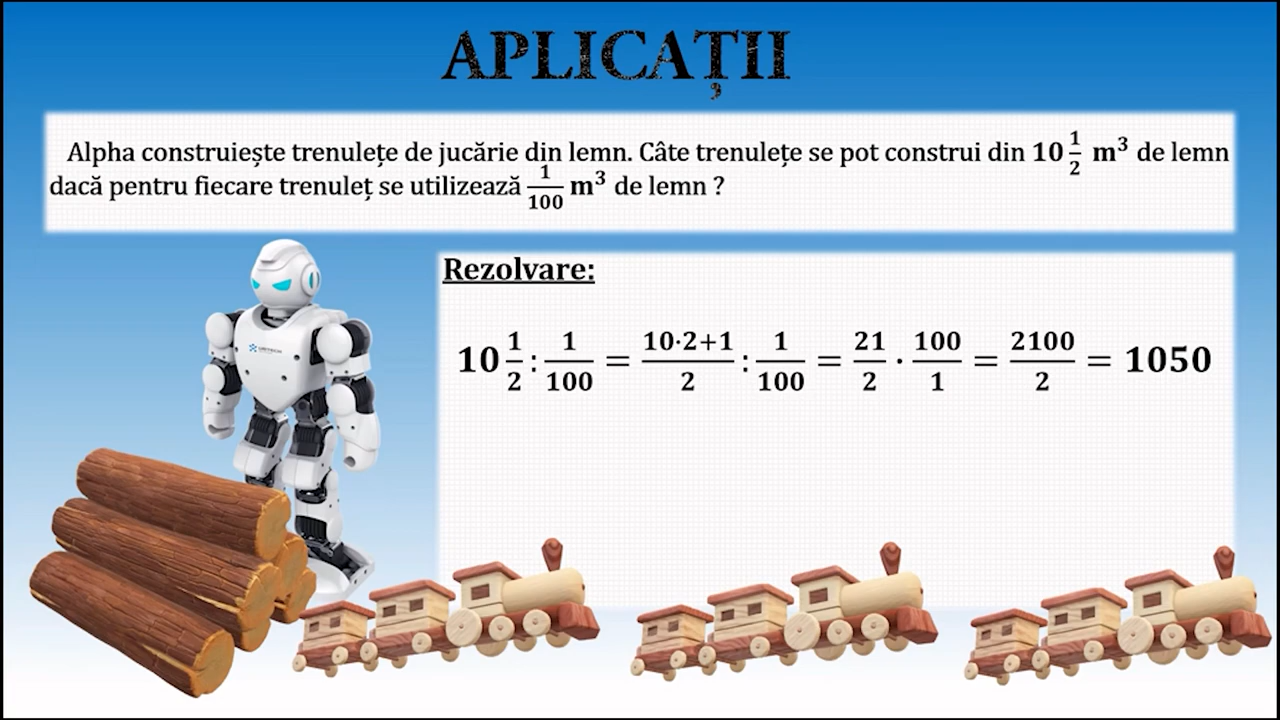 APLICAȚII
Alpha construiește trenulețe de jucărie din lemn. Câte trenulețe se pot construi din 10 1/2 m³ de lemn
dacă pentru fiecare trenuleț se utilizează 1/100 m³ de lemn ?
Rezolvare:
10 1/2 : 1/100 = (10·2+1)/2 : 1/100 = 21/2 · 100/1 = 2100/2 = 1050